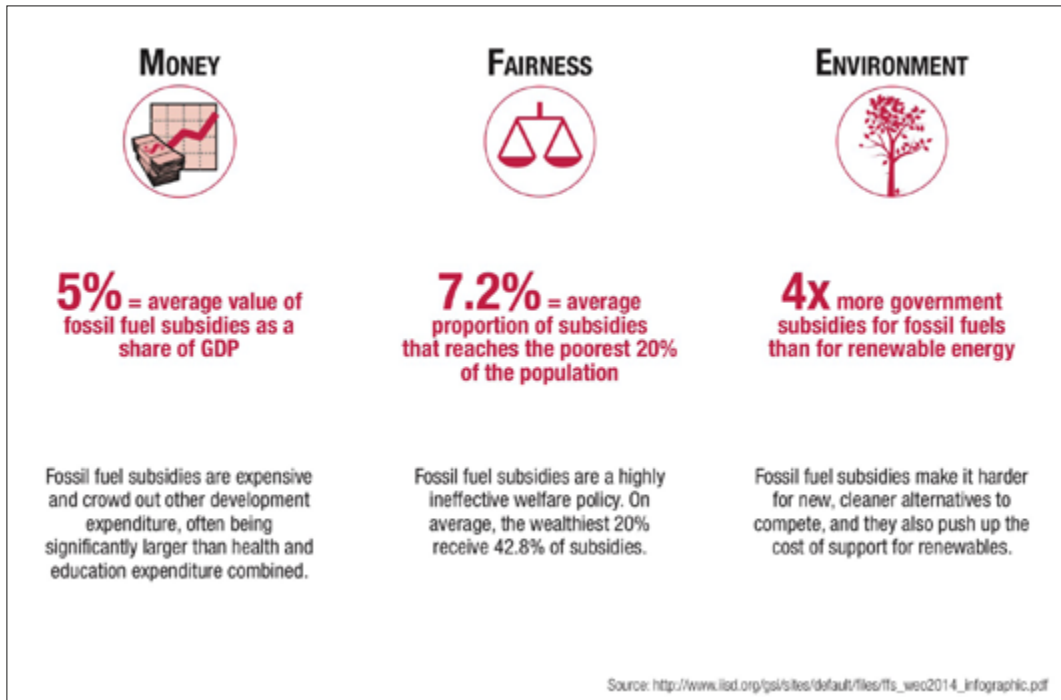 MONEY
5% = average value of
fossil fuel subsidies as a
share of GDP
Fossil fuel subsidies are expensive
and crowd out other development
expenditure, often being
significantly larger than health and
education expenditure combined.
FAIRNESS
7.2% = average
proportion of subsidies
that reaches the poorest 20%
of the population
Fossil fuel subsidies are a highly
ineffective welfare policy. On
average, the wealthiest 20%
receive 42.8% of subsidies.
ENVIRONMENT
4x more government
subsidies for fossil fuels
than for renewable energy
Fossil fuel subsidies make it harder
for new, cleaner alternatives to
compete, and they also push up the
cost of support for renewables.
Source: http://www.iisd.org/gsi/sites/default/files/ffs_weo2014_infographic.pdf